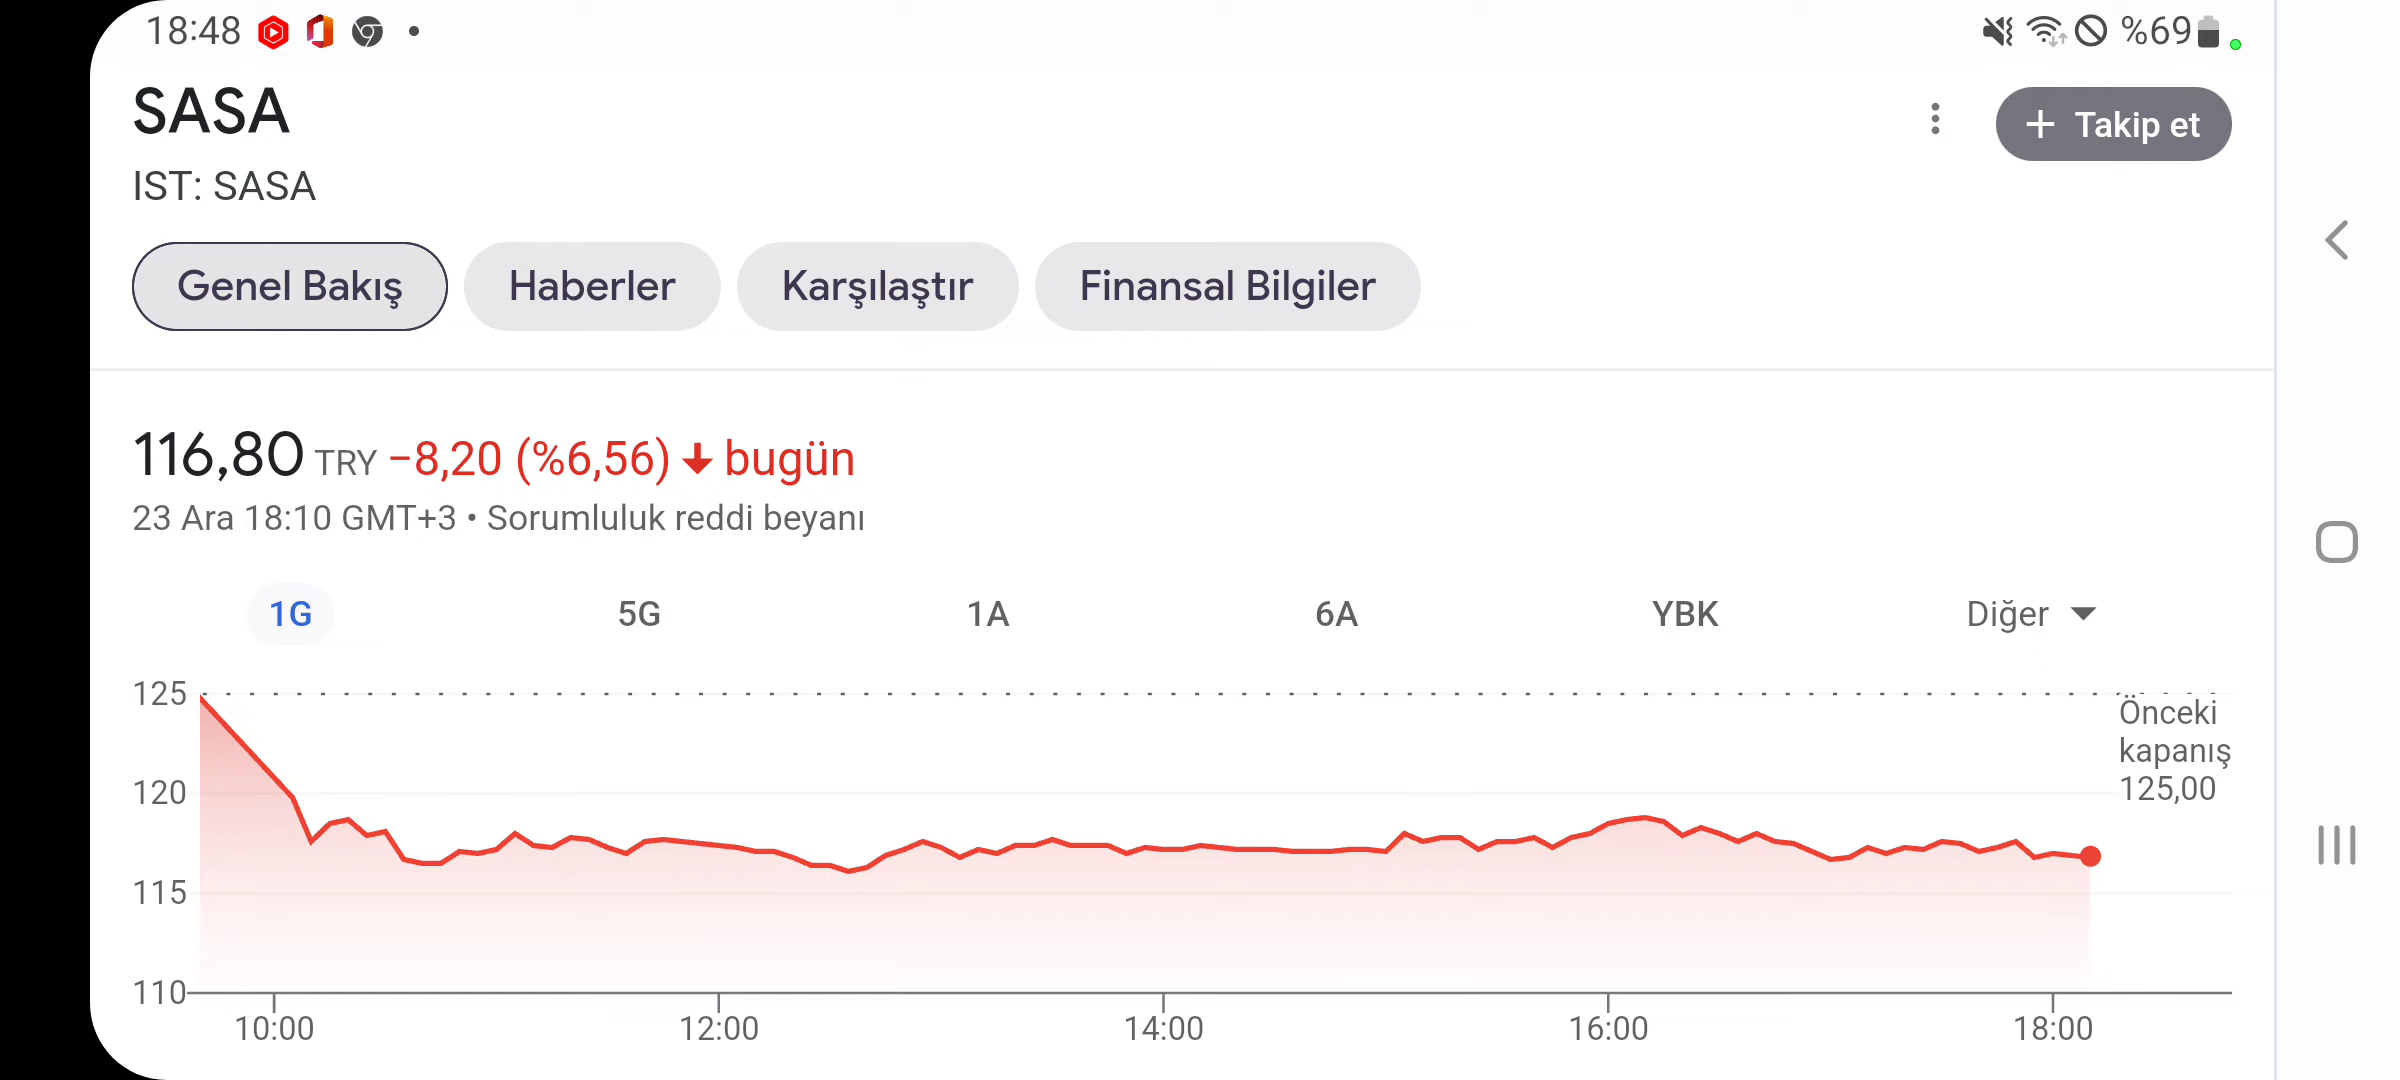 18:48
%69
SASA
+ Takip et
IST: SASA
Genel Bakış Haberler Karşılaştır Finansal Bilgiler
116,80 TRY −8,20 (%6,56) ↓ bugün
23 Ara 18:10 GMT+3 • Sorumluluk reddi beyanı
1G 5G 1A 6A YBK Diğer
125
Önceki
kapanış
125,00
120
115
110
10:00 12:00 14:00 16:00 18:00